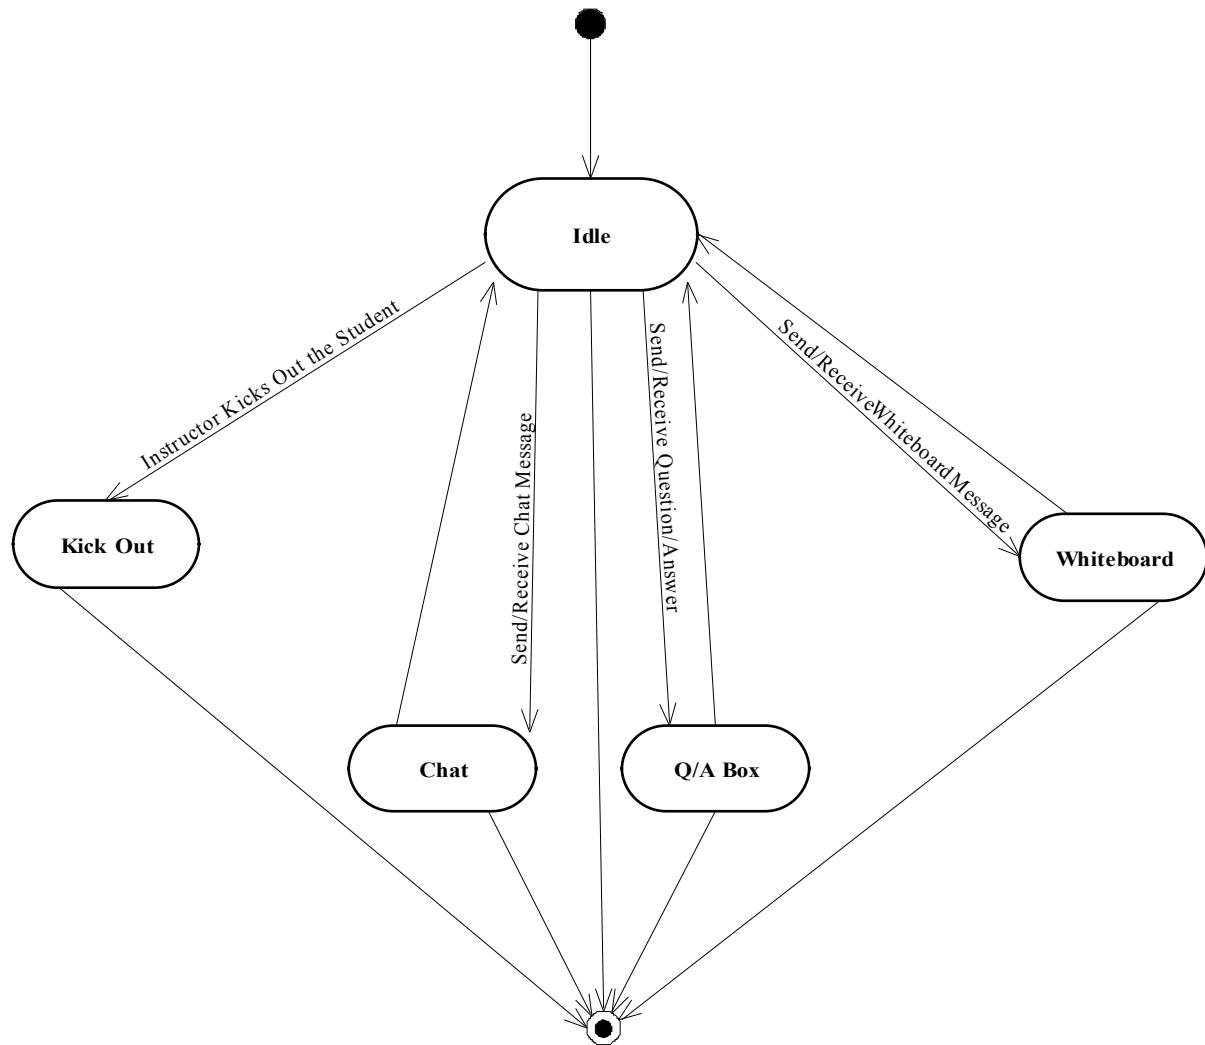 Idle
Instructor Kicks Out the Student
Send/Receive Chat Message
Send/Receive Question/Answer
Send/ReceiveWhiteboardMessage
Kick Out
Whiteboard
Chat
Q/A Box